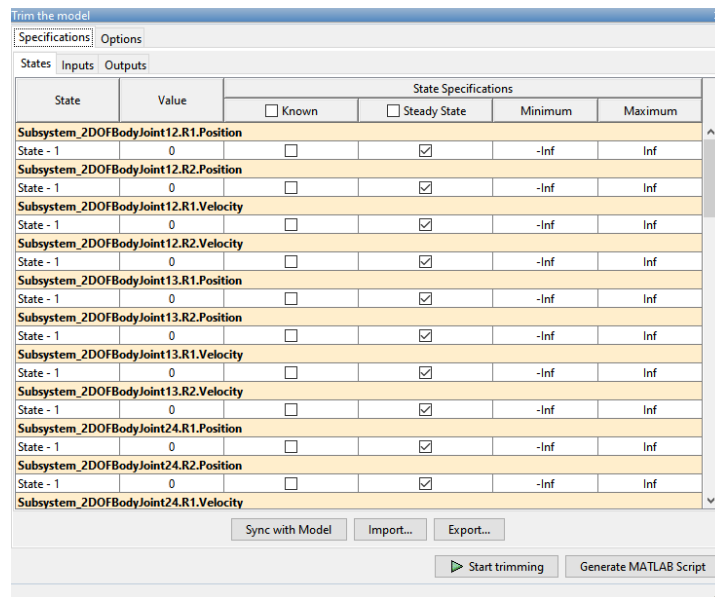 Trim the model
Specifications Options
States Inputs Outputs
State Value State Specifications
Known Steady State Minimum Maximum
Subsystem_2DOFBodyJoint12.R1.Position
State - 1 0 -Inf Inf
Subsystem_2DOFBodyJoint12.R2.Position
State - 1 0 -Inf Inf
Subsystem_2DOFBodyJoint12.R1.Velocity
State - 1 0 -Inf Inf
Subsystem_2DOFBodyJoint12.R2.Velocity
State - 1 0 -Inf Inf
Subsystem_2DOFBodyJoint13.R1.Position
State - 1 0 -Inf Inf
Subsystem_2DOFBodyJoint13.R2.Position
State - 1 0 -Inf Inf
Subsystem_2DOFBodyJoint13.R1.Velocity
State - 1 0 -Inf Inf
Subsystem_2DOFBodyJoint13.R2.Velocity
State - 1 0 -Inf Inf
Subsystem_2DOFBodyJoint24.R1.Position
State - 1 0 -Inf Inf
Subsystem_2DOFBodyJoint24.R2.Position
State - 1 0 -Inf Inf
Subsystem_2DOFBodyJoint24.R1.Velocity
Sync with Model Import... Export...
Start trimming Generate MATLAB Script